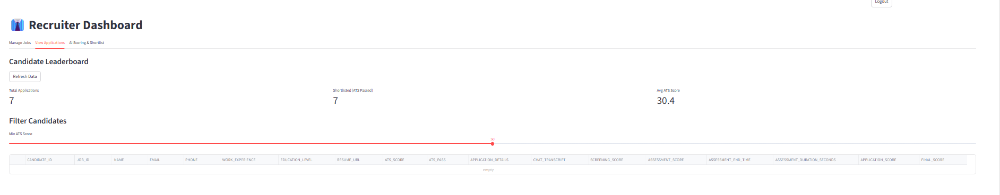 Logout
Recruiter Dashboard
Manage Jobs View Applications AI Scoring & Shortlist
Candidate Leaderboard
Refresh Data
Total Applications Shortlisted (ATS Passed) Avg ATS Score
7 7 30.4
Filter Candidates
Min ATS Score
50
CANDIDATE_ID JOB_ID NAME EMAIL PHONE WORK_EXPERIENCE EDUCATION_LEVEL RESUME_URL ATS_SCORE ATS_PASS APPLICATION_DETAILS CHAT_TRANSCRIPT SCREENING_SCORE ASSESSMENT_SCORE ASSESSMENT_END_TIME ASSESSMENT_DURATION_SECONDS APPLICATION_SCORE FINAL_SCORE
empty